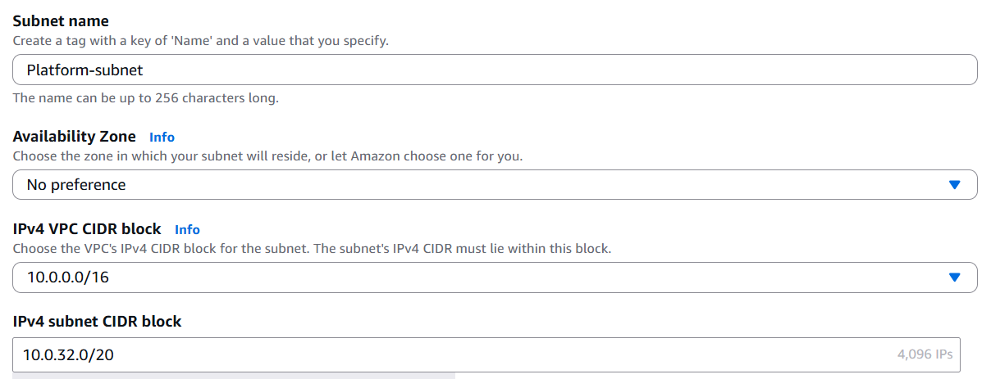 Subnet name
Create a tag with a key of 'Name' and a value that you specify.
Platform-subnet
The name can be up to 256 characters long.
Availability Zone Info
Choose the zone in which your subnet will reside, or let Amazon choose one for you.
No preference
IPv4 VPC CIDR block Info
Choose the VPC's IPv4 CIDR block for the subnet. The subnet's IPv4 CIDR must lie within this block.
10.0.0.0/16
IPv4 subnet CIDR block
10.0.32.0/20 4,096 IPs